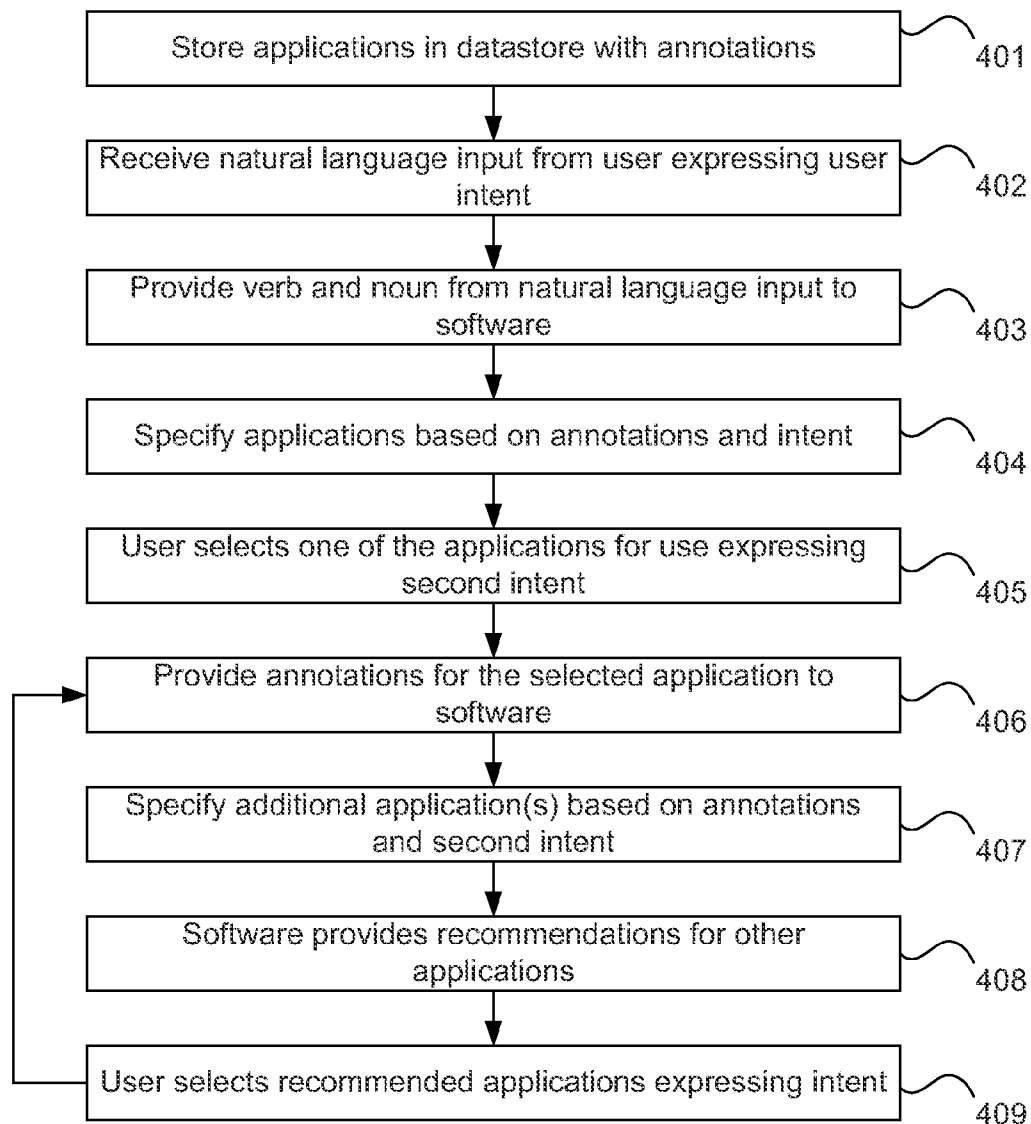 Store applications in datastore with annotations
401
Receive natural language input from user expressing user
intent
402
Provide verb and noun from natural language input to
software
403
Specify applications based on annotations and intent
404
User selects one of the applications for use expressing
second intent
405
Provide annotations for the selected application to
software
406
Specify additional application(s) based on annotations
and second intent
407
Software provides recommendations for other
applications
408
User selects recommended applications expressing intent
409